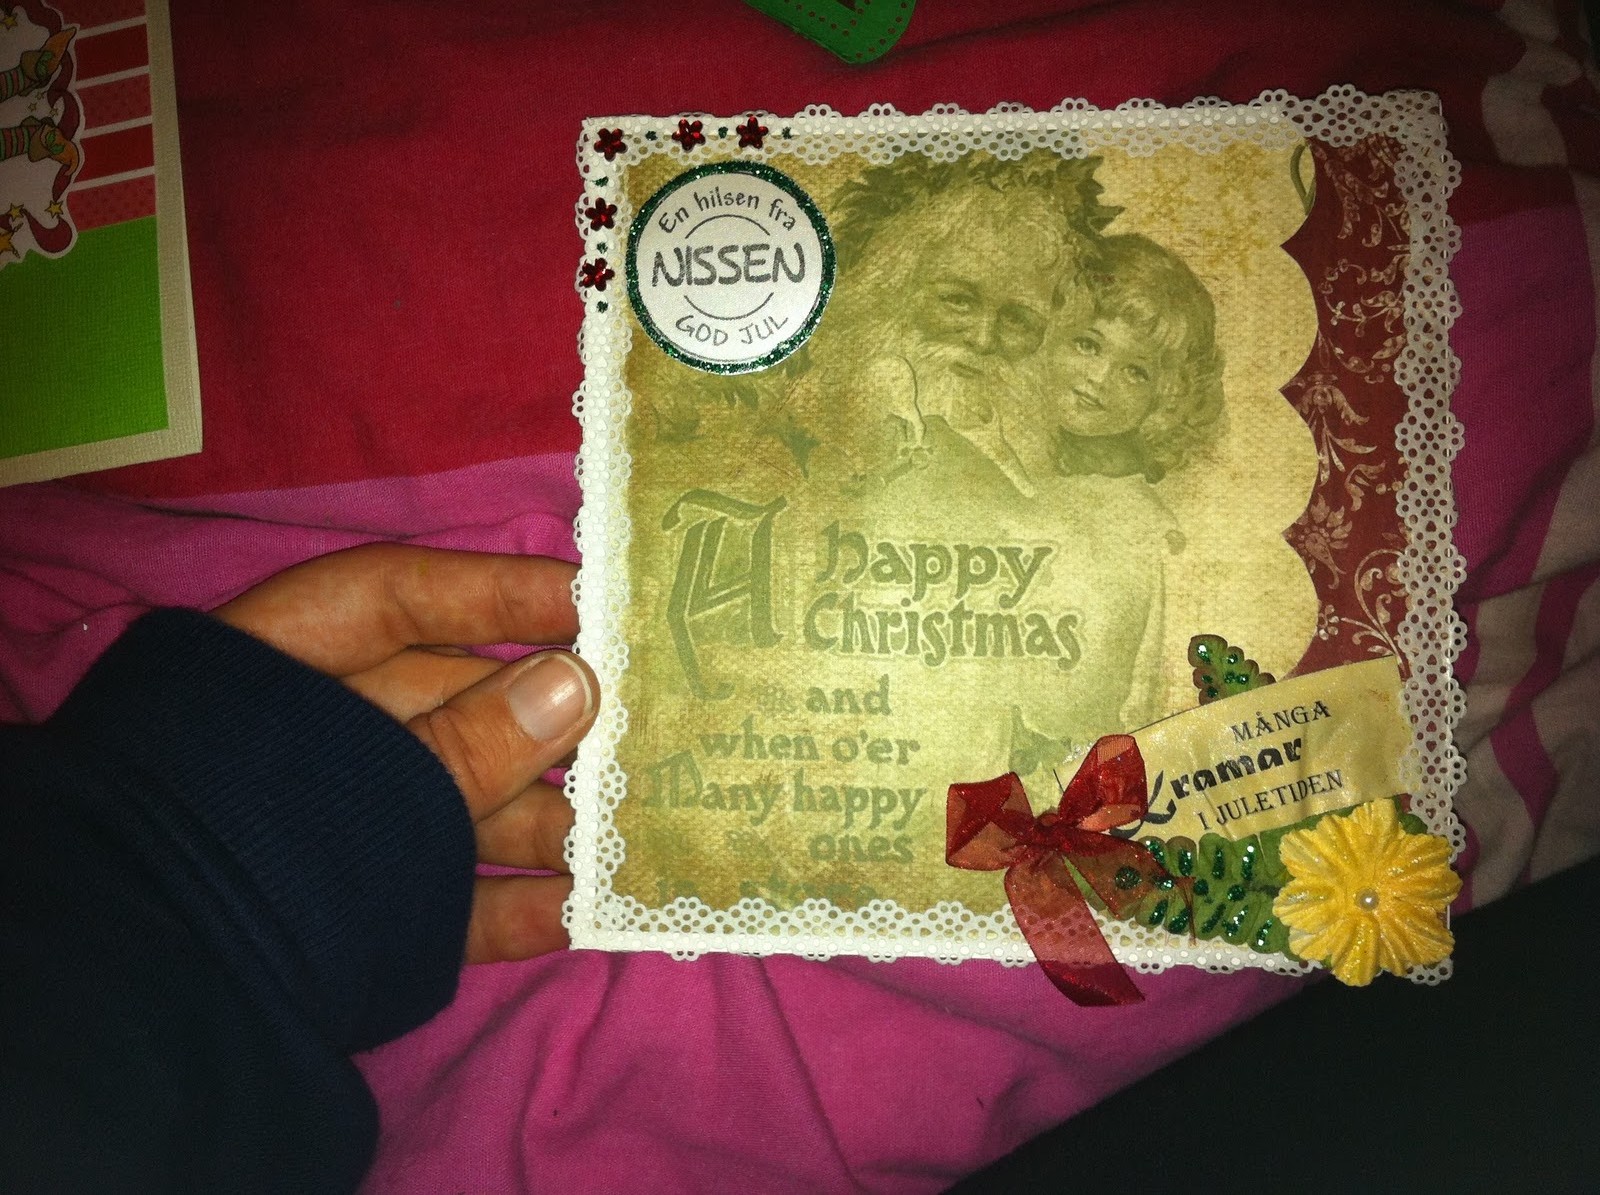 En hilsen fra
NISSEN
GOD JUL
A Happy
Christmas
and
when o'er
Many happy
ones
MÅNGA
Kramar
I JULETIDEN